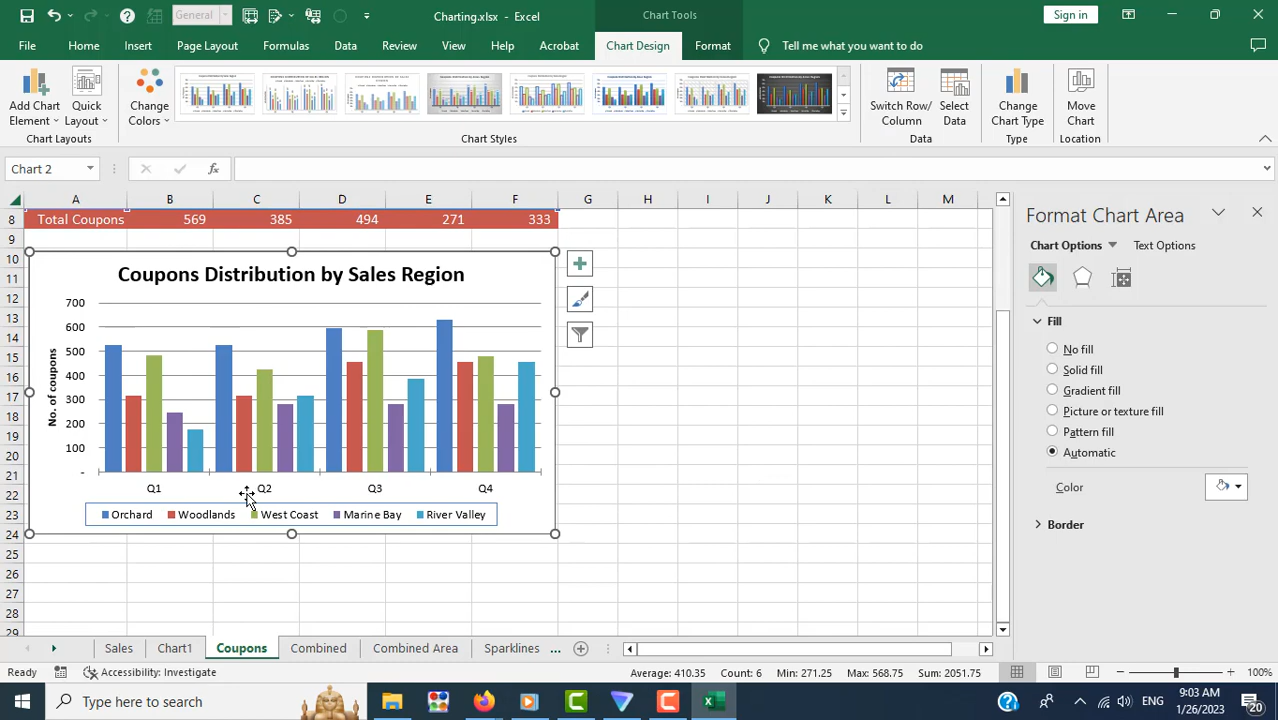 General
Charting.xlsx - Excel
Chart Tools
Sign in
File Home Insert Page Layout Formulas Data Review View Help Acrobat Chart Design Format Tell me what you want to do
Add Chart Element
Quick Layout
Change Colors
Switch Row/ Column
Select Data
Change Chart Type
Move Chart
Chart Layouts Chart Styles Data Type Location
Chart 2
fx
A B C D E F G H I J K L M
8 Total Coupons 569 385 494 271 333
9
10
11
12
13
14
15
16
17
18
19
20
21
22
23
24
25
26
27
28
29
Coupons Distribution by Sales Region
No. of coupons
700
600
500
400
300
200
100
-
Q1 Q2 Q3 Q4
Orchard Woodlands West Coast Marine Bay River Valley
Format Chart Area
Chart Options Text Options
Fill
No fill
Solid fill
Gradient fill
Picture or texture fill
Pattern fill
Automatic
Color
Border
Sales Chart1 Coupons Combined Combined Area Sparklines ...
Ready Accessibility: Investigate Average: 410.35 Count: 6 Min: 271.25 Max: 568.75 Sum: 2051.75 100%
Type here to search
ENG
9:03 AM
1/26/2023
20